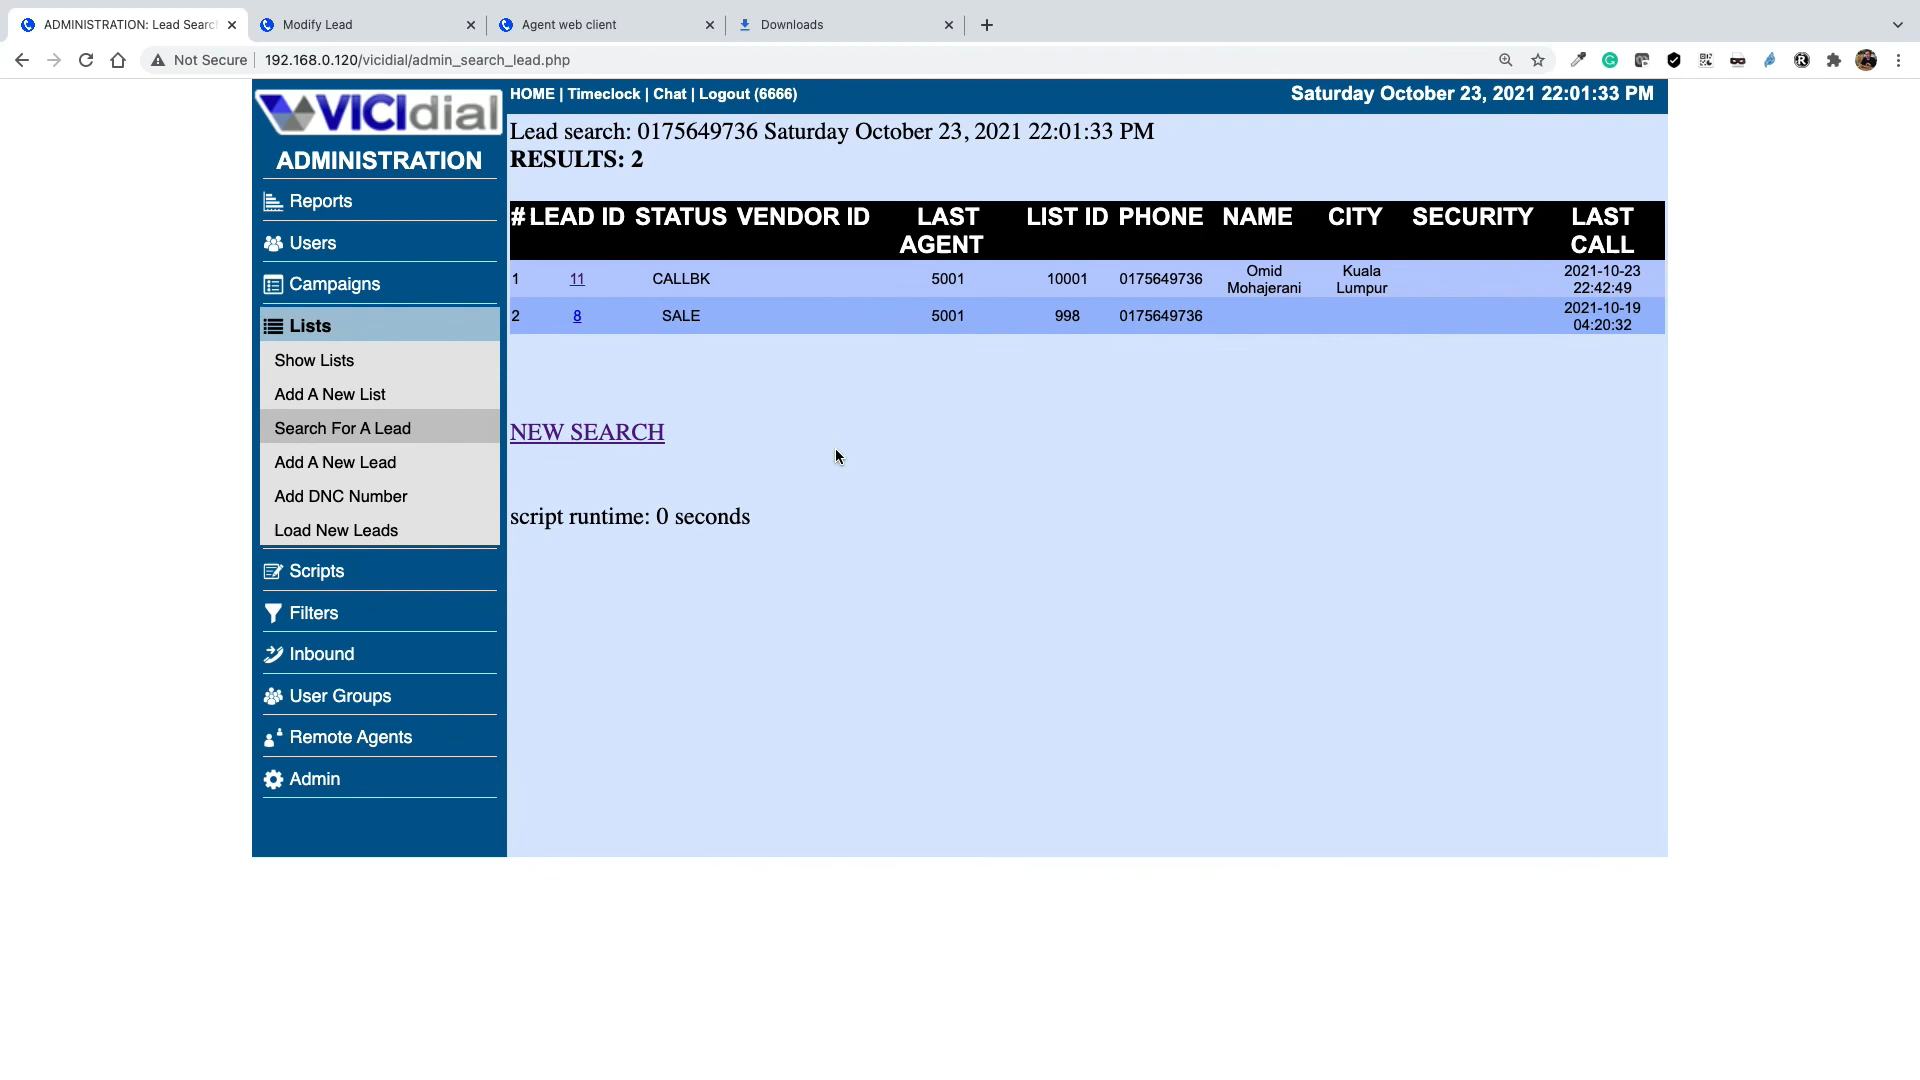 ADMINISTRATION: Lead Searc
Modify Lead
Agent web client
Downloads
Not Secure
192.168.0.120/vicidial/admin_search_lead.php
VICIdial
HOME | Timeclock | Chat | Logout (6666)
Saturday October 23, 2021 22:01:33 PM
ADMINISTRATION
Reports
Users
Campaigns
Lists
Show Lists
Add A New List
Search For A Lead
Add A New Lead
Add DNC Number
Load New Leads
Scripts
Filters
Inbound
User Groups
Remote Agents
Admin
Lead search: 0175649736 Saturday October 23, 2021 22:01:33 PM
RESULTS: 2
# LEAD ID STATUS VENDOR ID LAST AGENT LIST ID PHONE NAME CITY SECURITY LAST CALL
1 11 CALLBK 5001 10001 0175649736 Omid Mohajerani Kuala Lumpur 2021-10-23 22:42:49
2 8 SALE 5001 998 0175649736 2021-10-19 04:20:32
NEW SEARCH
script runtime: 0 seconds